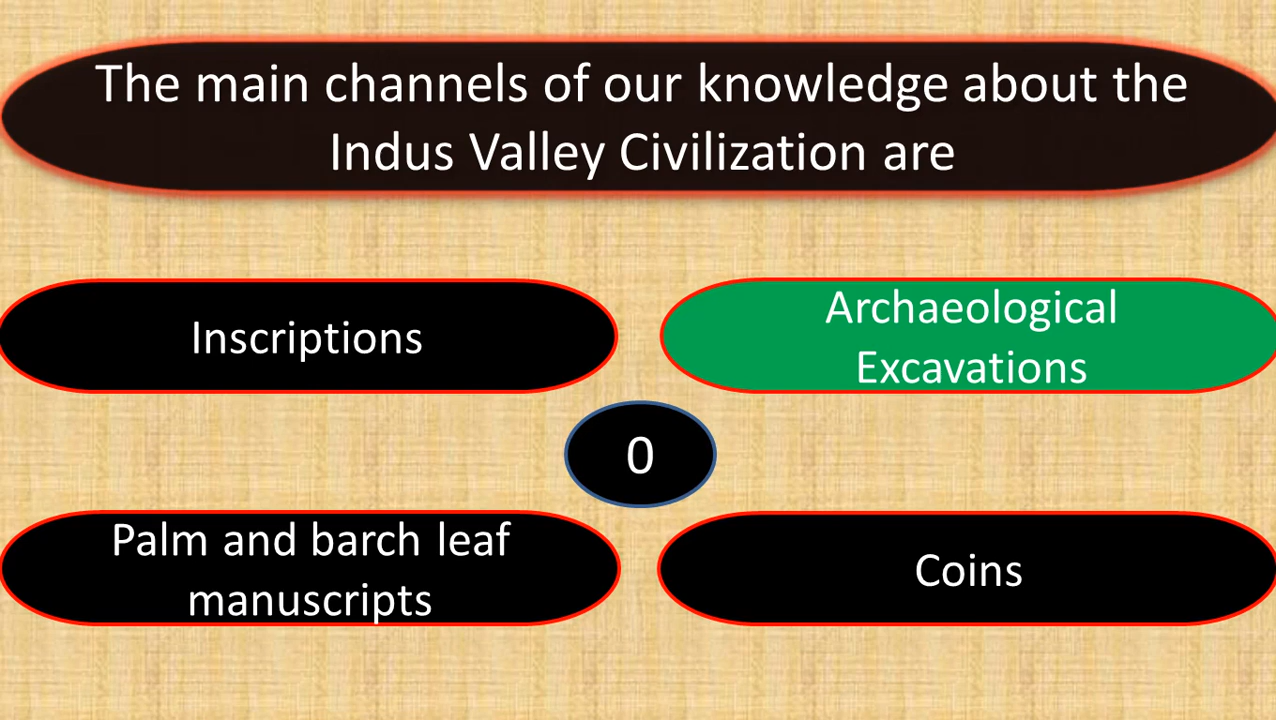 The main channels of our knowledge about the
Indus Valley Civilization are
Inscriptions
Archaeological
Excavations
0
Palm and barch leaf
manuscripts
Coins